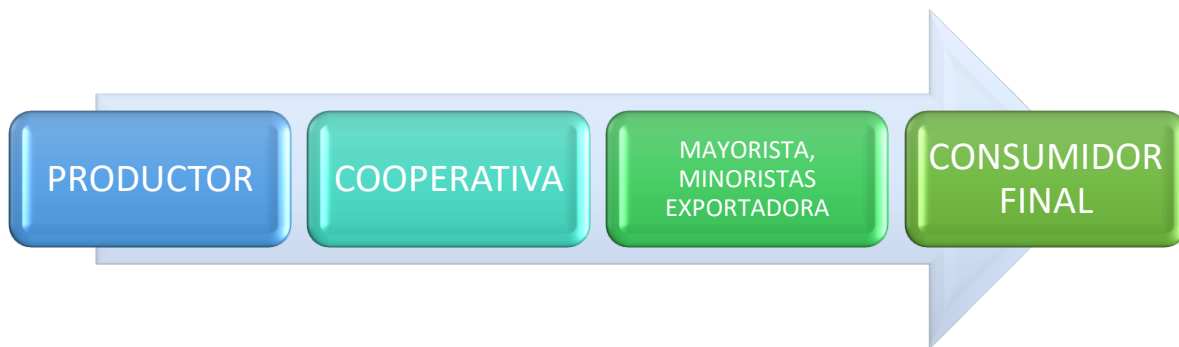 PRODUCTOR
COOPERATIVA
MAYORISTA,
MINORISTAS
EXPORTADORA
CONSUMIDOR
FINAL